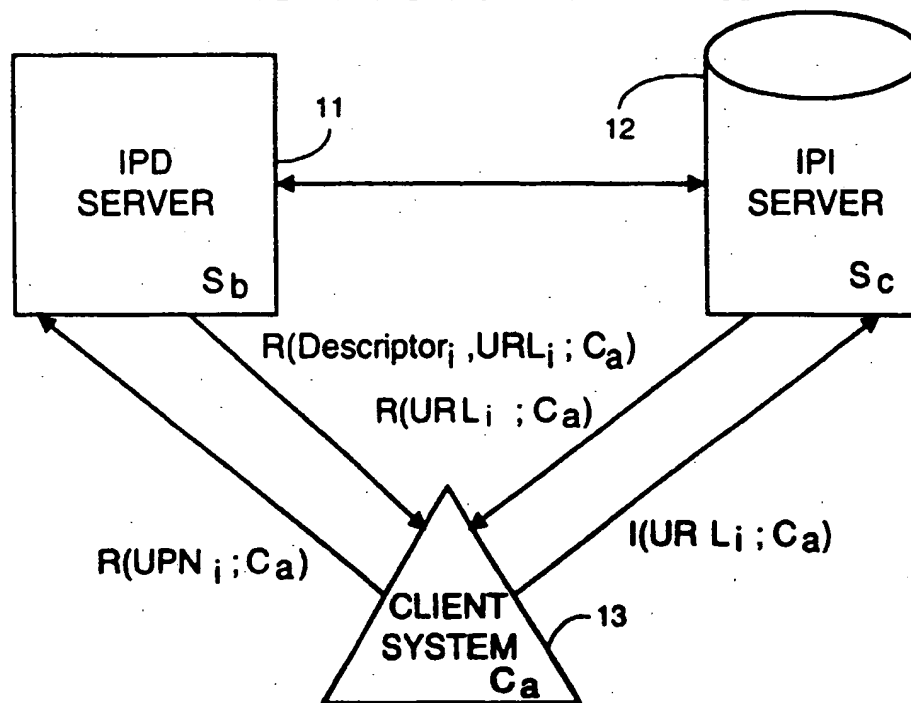 11
12
IPD
SERVER
Sb
IPI
SERVER
Sc
R(Descriptori ,URLi ; Ca)
R(URLi ; Ca)
R(UPN i ; Ca)
I(UR Li ; Ca)
CLIENT
SYSTEM
Ca
13